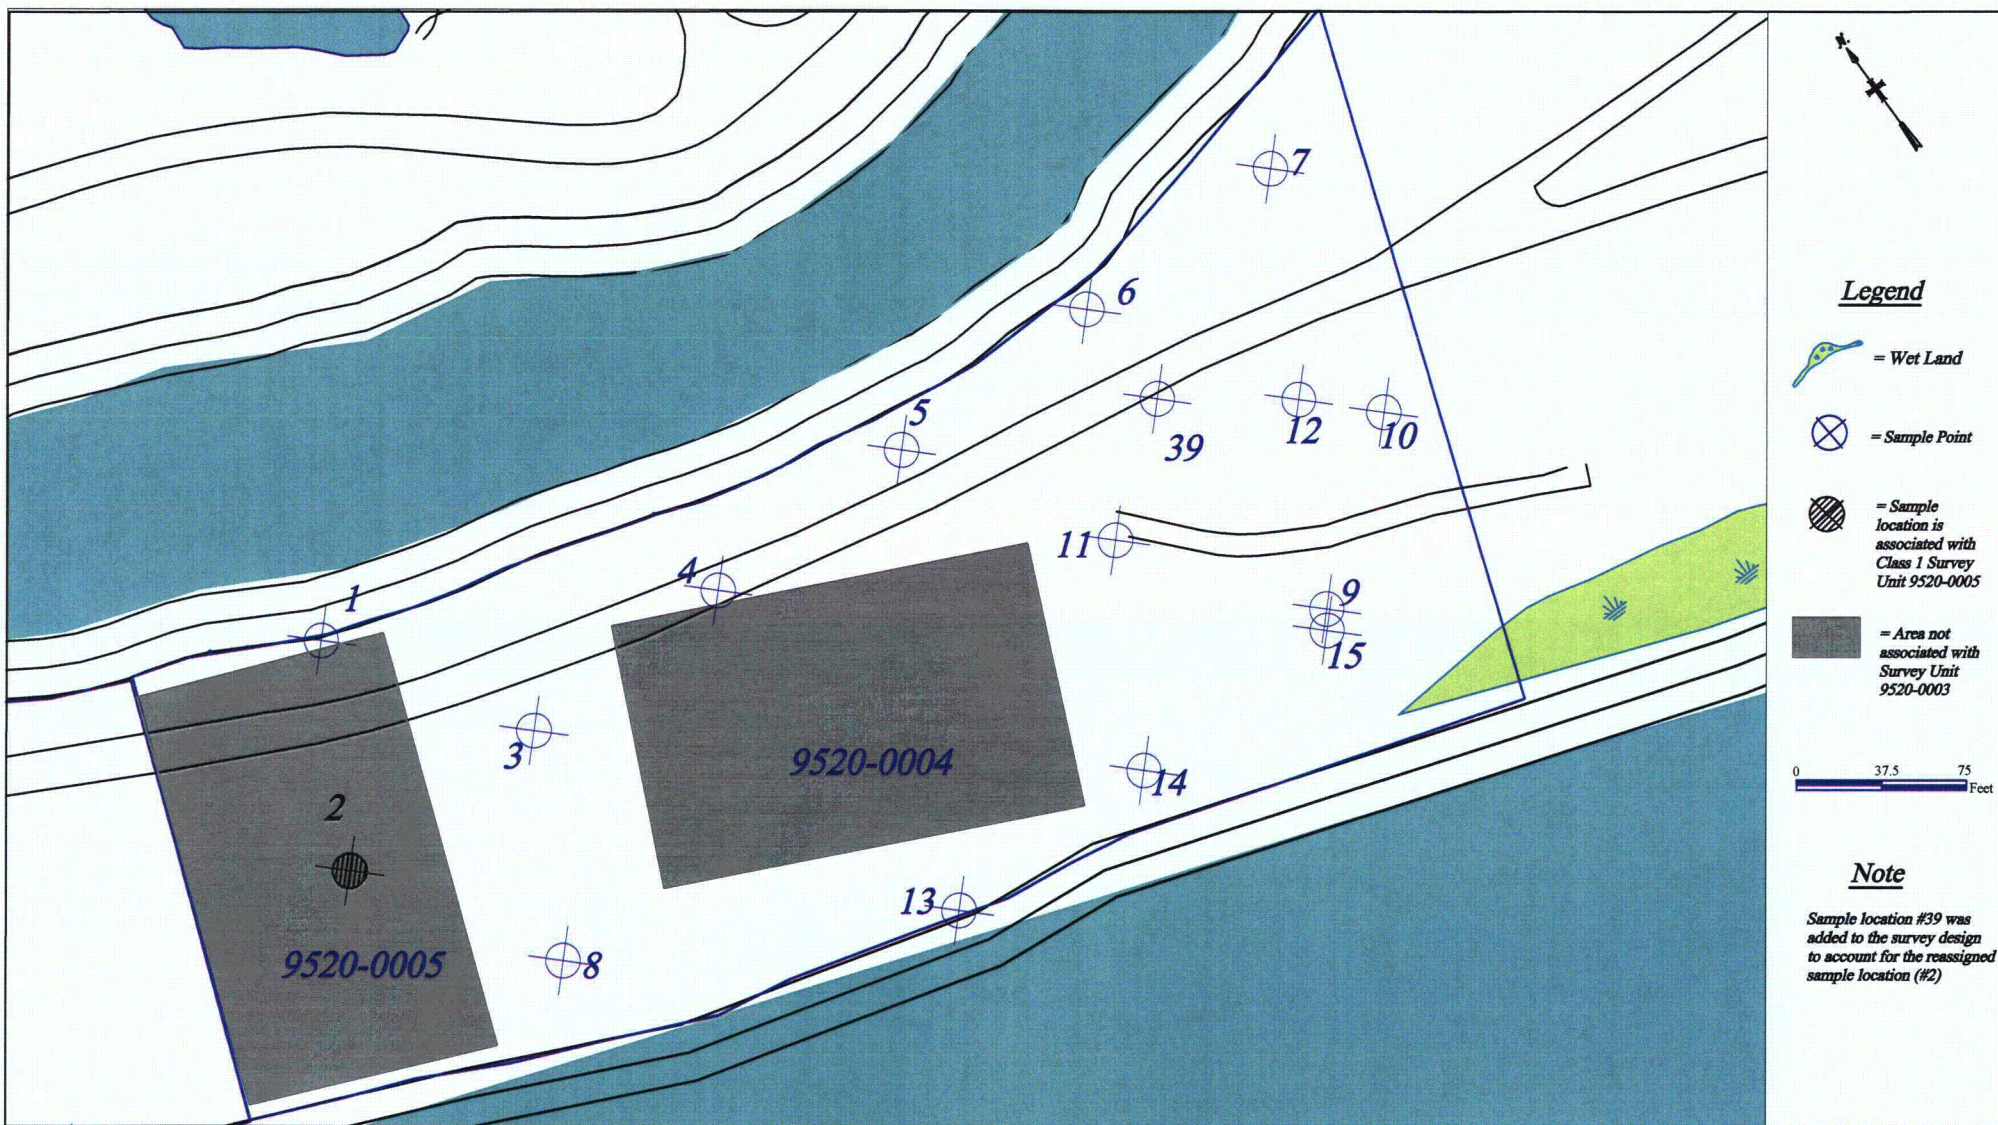 N.
7
6
5
39
12
10
11
4
1
9
15
3
9520-0004
14
2
13
9520-0005
8
Legend
= Wet Land
= Sample Point
= Sample
location is
associated with
Class 1 Survey
Unit 9520-0005
= Area not
associated with
Survey Unit
9520-0003
0 37.5 75
Feet
Note
Sample location #39 was
added to the survey design
to account for the reassigned
sample location (#2)